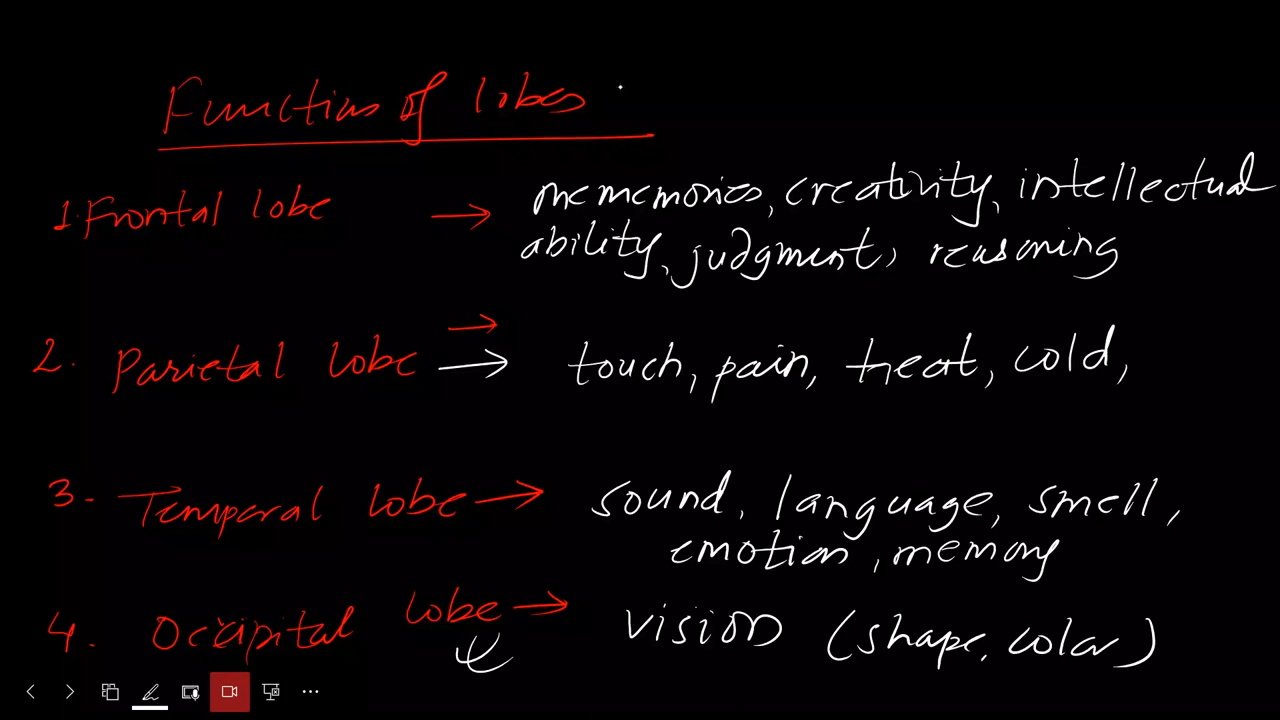 Functions of lobes
1. Frontal lobe → mememories, creativity, intellectual
ability, judgment, reasoning
2. Parietal lobe → touch, pain, heat, cold,
3- Temporal lobe → sound, language, smell,
emotion, memory
4. Occipital lobe → vision (shape, color)